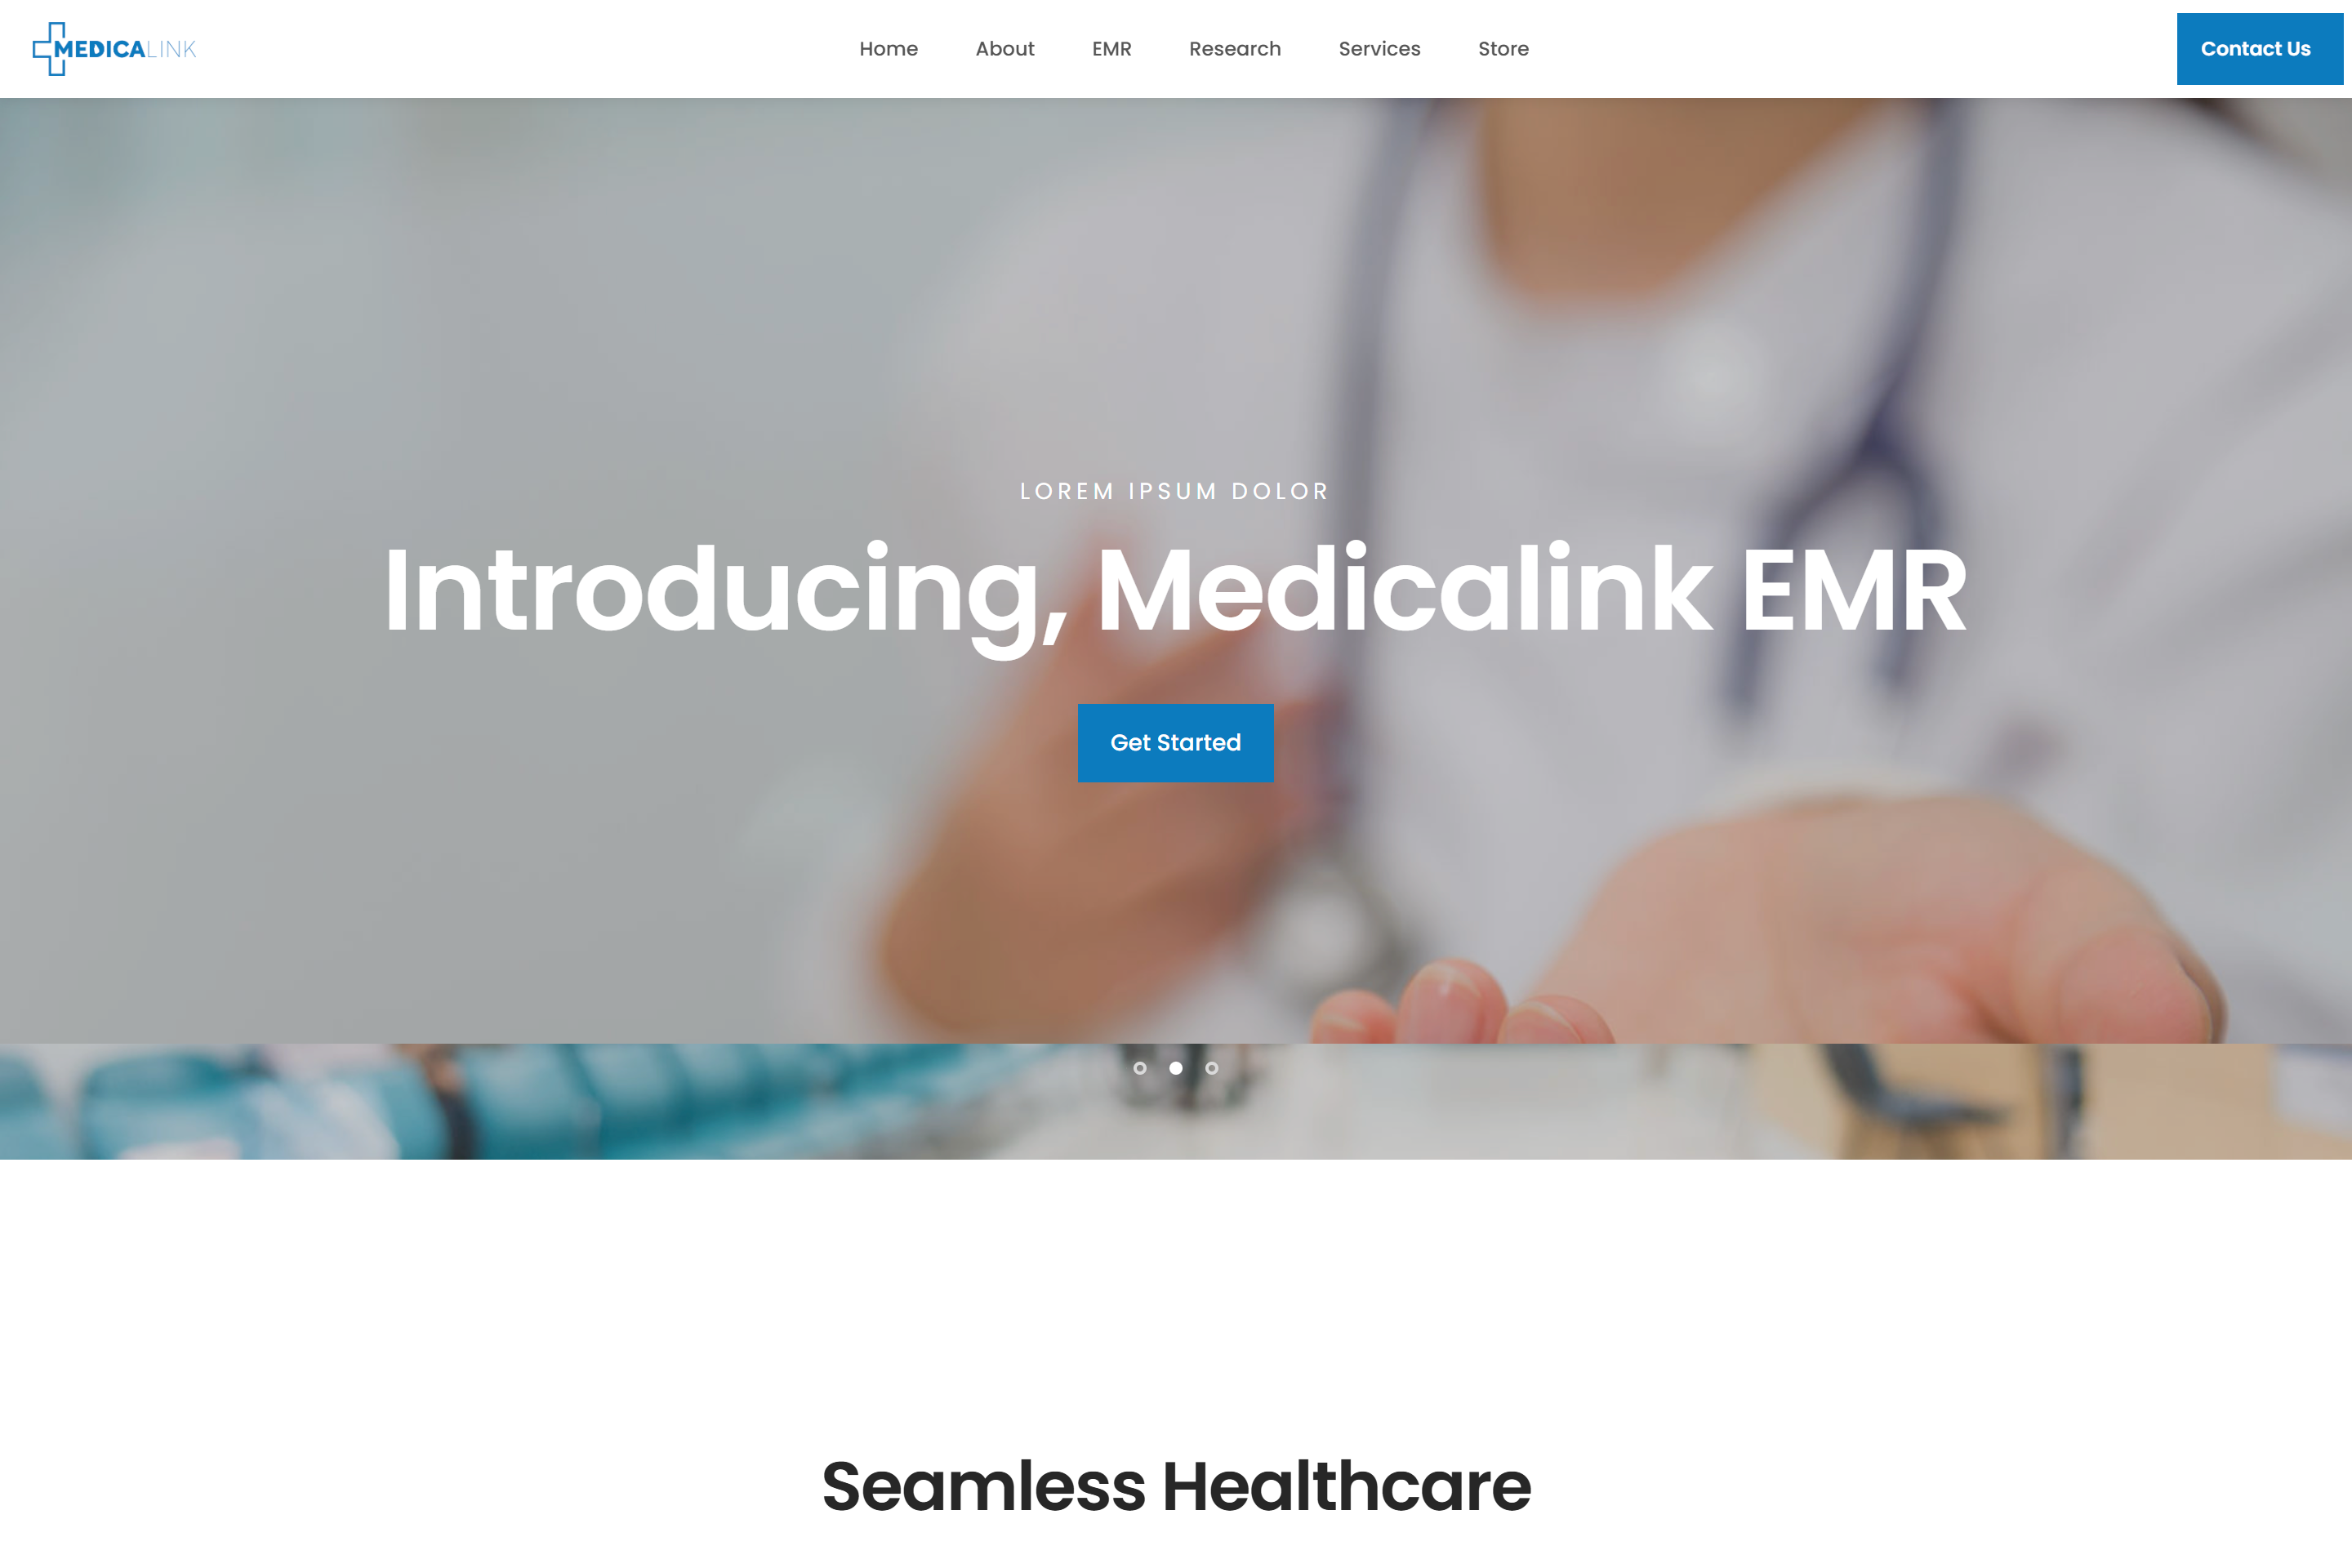 MEDICALINK
Home About EMR Research Services Store
Contact Us
LOREM IPSUM DOLOR
Introducing, Medicalink EMR
Get Started
Seamless Healthcare